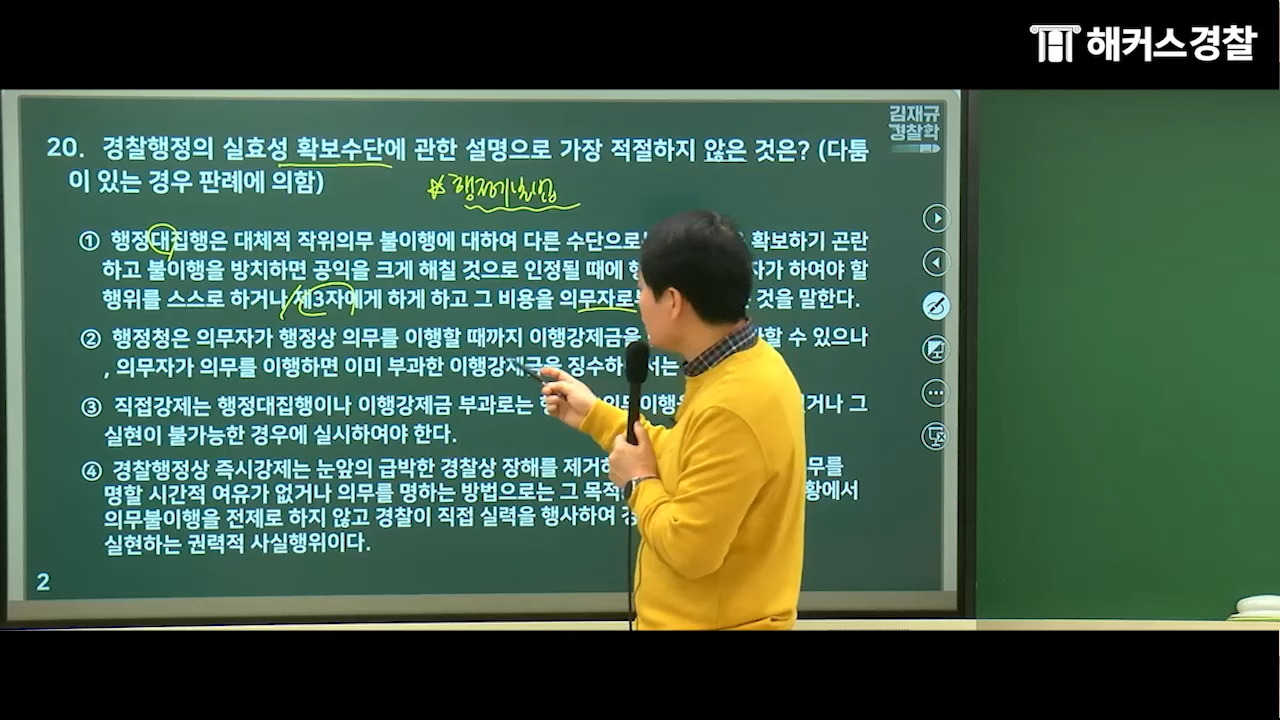 해커스경찰
김재규
경찰학
20. 경찰행정의 실효성 확보수단에 관한 설명으로 가장 적절하지 않은 것은? (다툼
이 있는 경우 판례에 의함)
① 행정대집행은 대체적 작위의무 불이행에 대하여 다른 수단으로 확보하기 곤란
하고 불이행을 방치하면 공익을 크게 해칠 것으로 인정될 때에 자가 하여야 할
행위를 스스로 하거나 제3자에게 하게 하고 그 비용을 의무자로 것을 말한다.
② 행정청은 의무자가 행정상 의무를 이행할 때까지 이행강제금을 할 수 있으나
, 의무자가 의무를 이행하면 이미 부과한 이행강제금을 징수하
③ 직접강제는 행정대집행이나 이행강제금 부과로는 그
실현이 불가능한 경우에 실시하여야 한다.
④ 경찰행정상 즉시강제는 눈앞의 급박한 경찰상 장해를 제거하 무를
명할 시간적 여유가 없거나 의무를 명하는 방법으로는 그 목적 황에서
의무불이행을 전제로 하지 않고 경찰이 직접 실력을 행사하여
실현하는 권력적 사실행위이다.
2